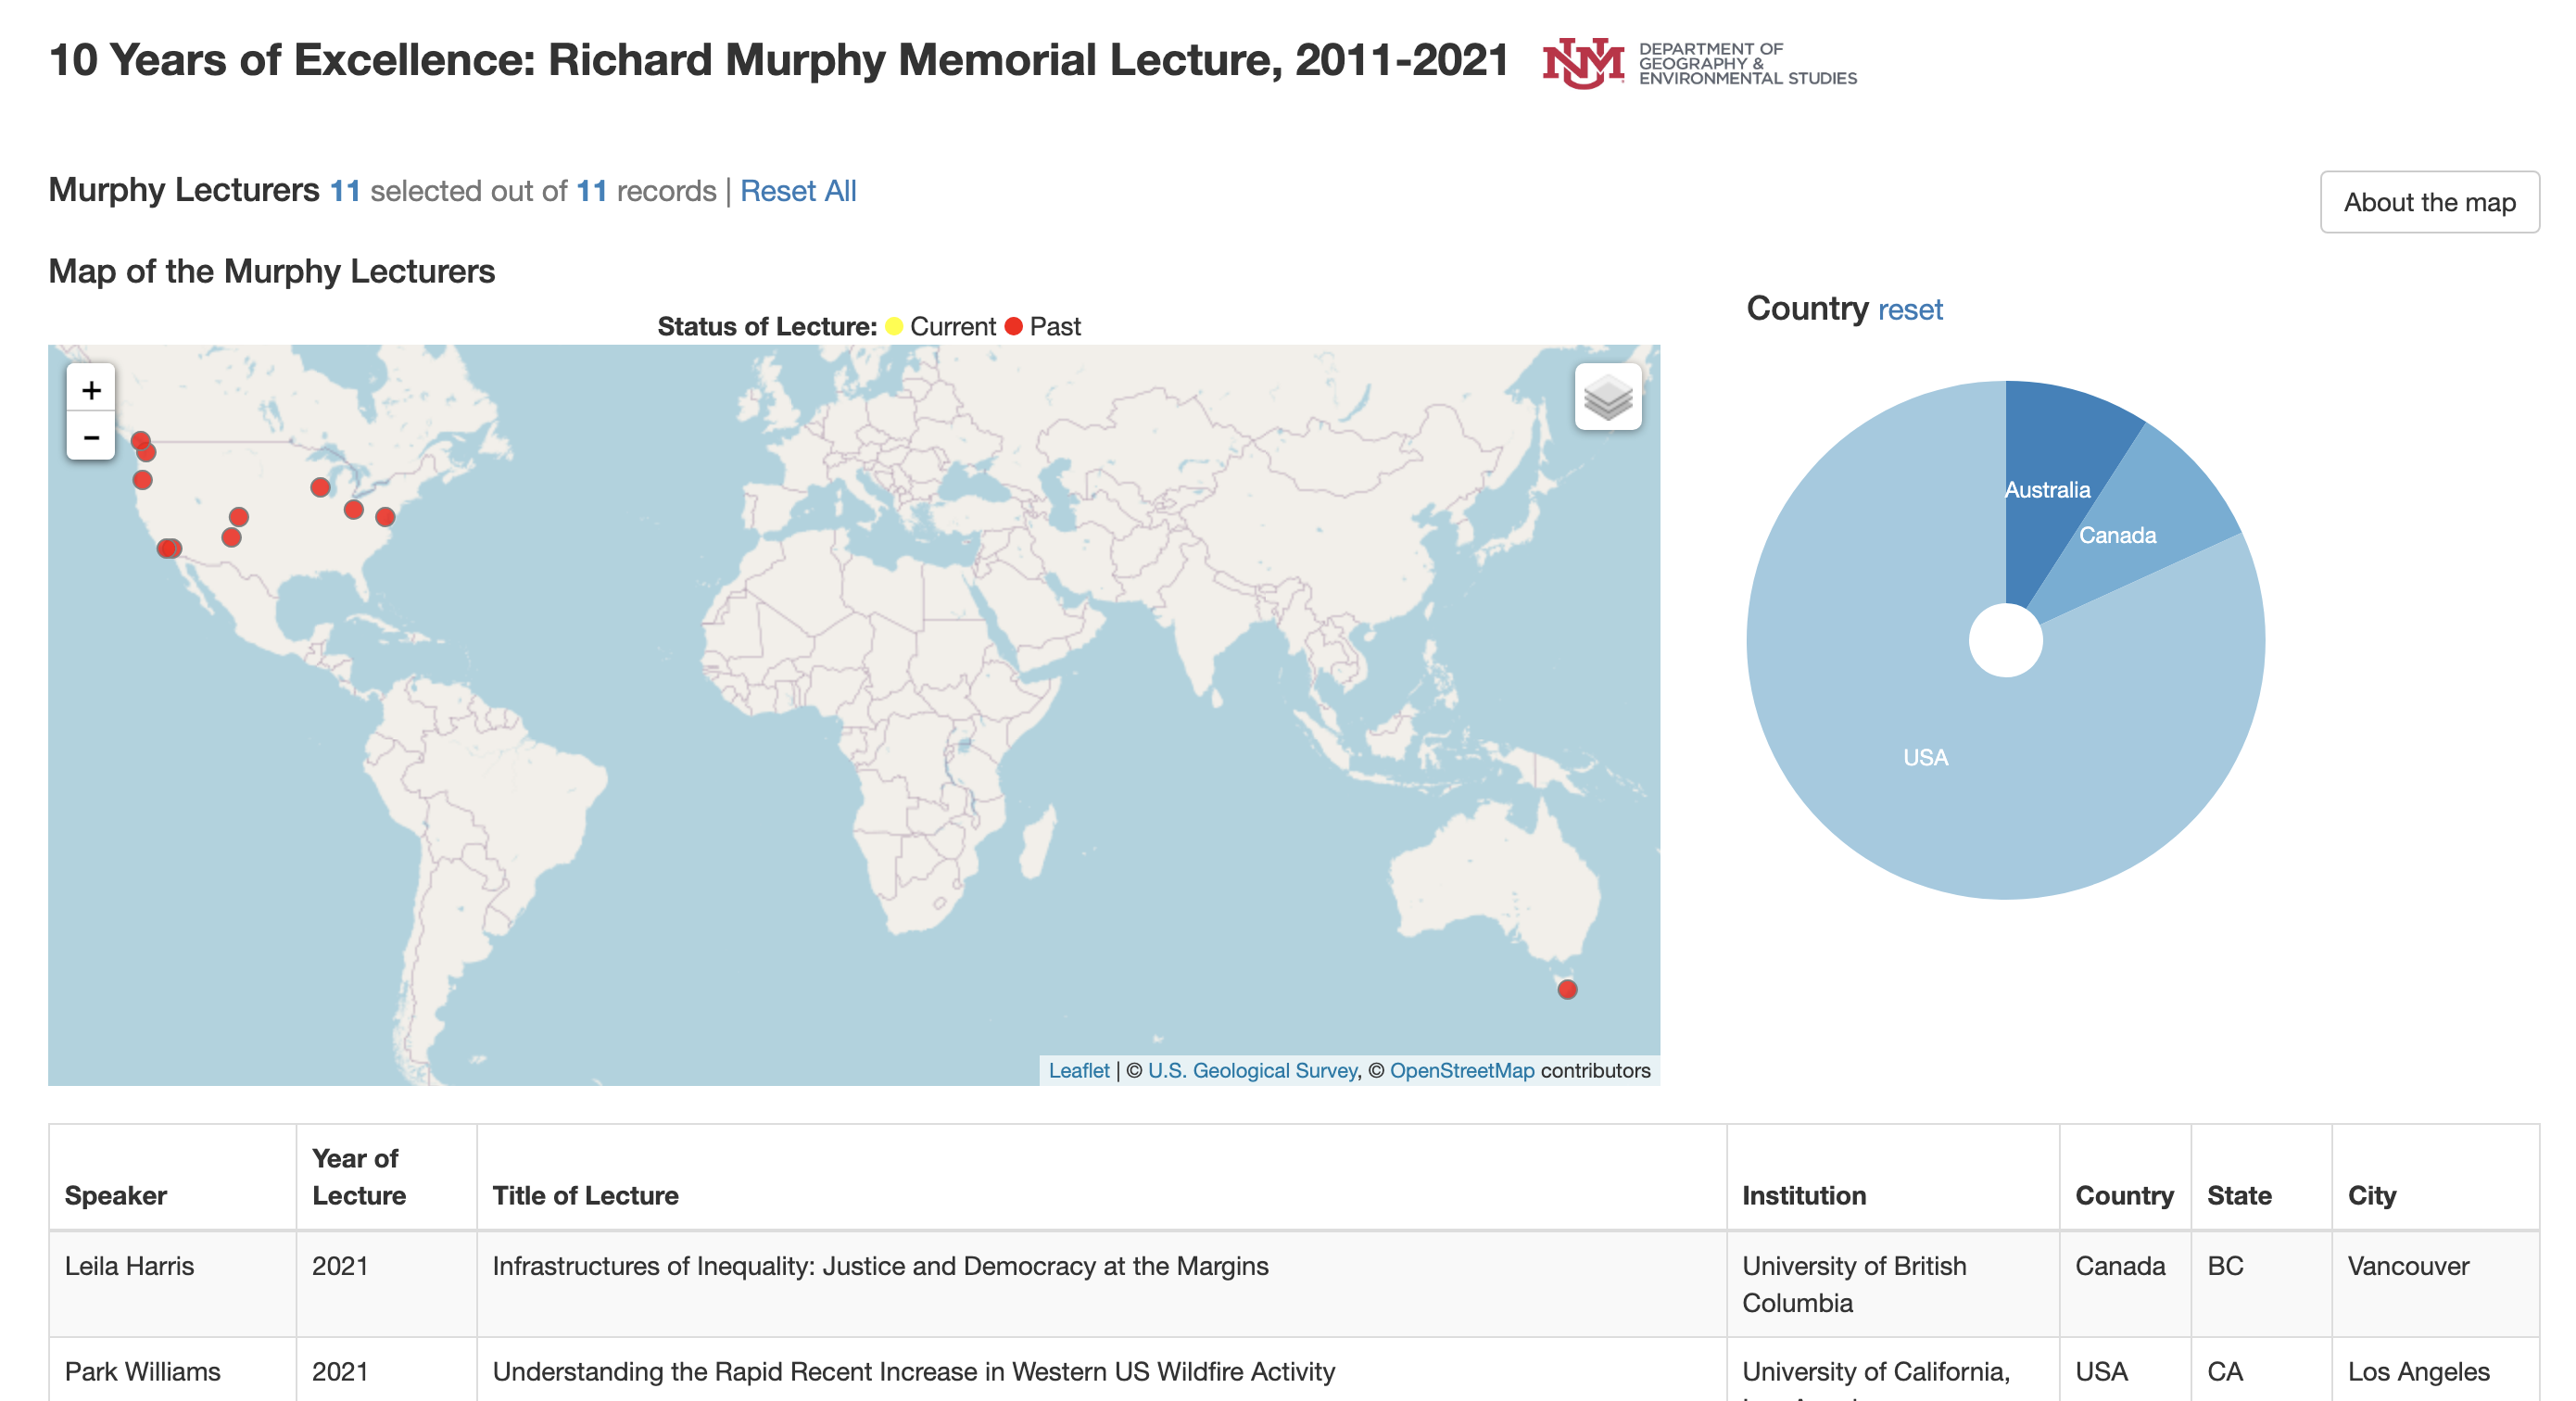 10 Years of Excellence: Richard Murphy Memorial Lecture, 2011-2021
NM
DEPARTMENT OF
GEOGRAPHY &
ENVIRONMENTAL STUDIES
Murphy Lecturers 11 selected out of 11 records | Reset All
About the map
Map of the Murphy Lecturers
Status of Lecture: Current Past
+
−
Leaflet | © U.S. Geological Survey, © OpenStreetMap contributors
Country reset
Australia
Canada
USA
Speaker Year of Lecture Title of Lecture Institution Country State City
Leila Harris 2021 Infrastructures of Inequality: Justice and Democracy at the Margins University of British Columbia Canada BC Vancouver
Park Williams 2021 Understanding the Rapid Recent Increase in Western US Wildfire Activity University of California, USA CA Los Angeles